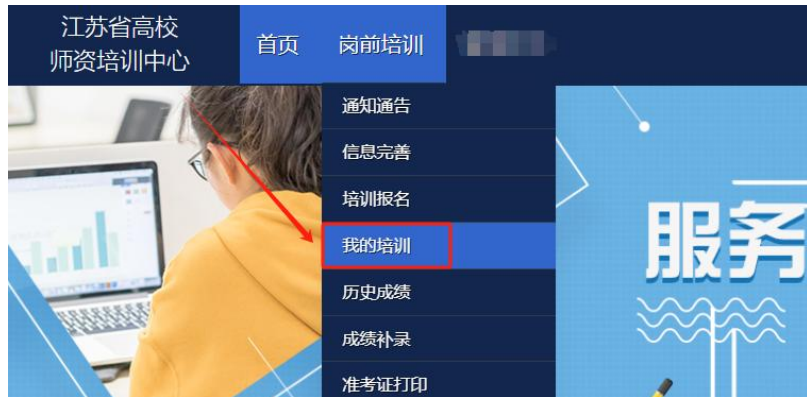 江苏省高校
师资培训中心
首页
岗前培训
通知通告
信息完善
培训报名
我的培训
历史成绩
成绩补录
准考证打印
服务